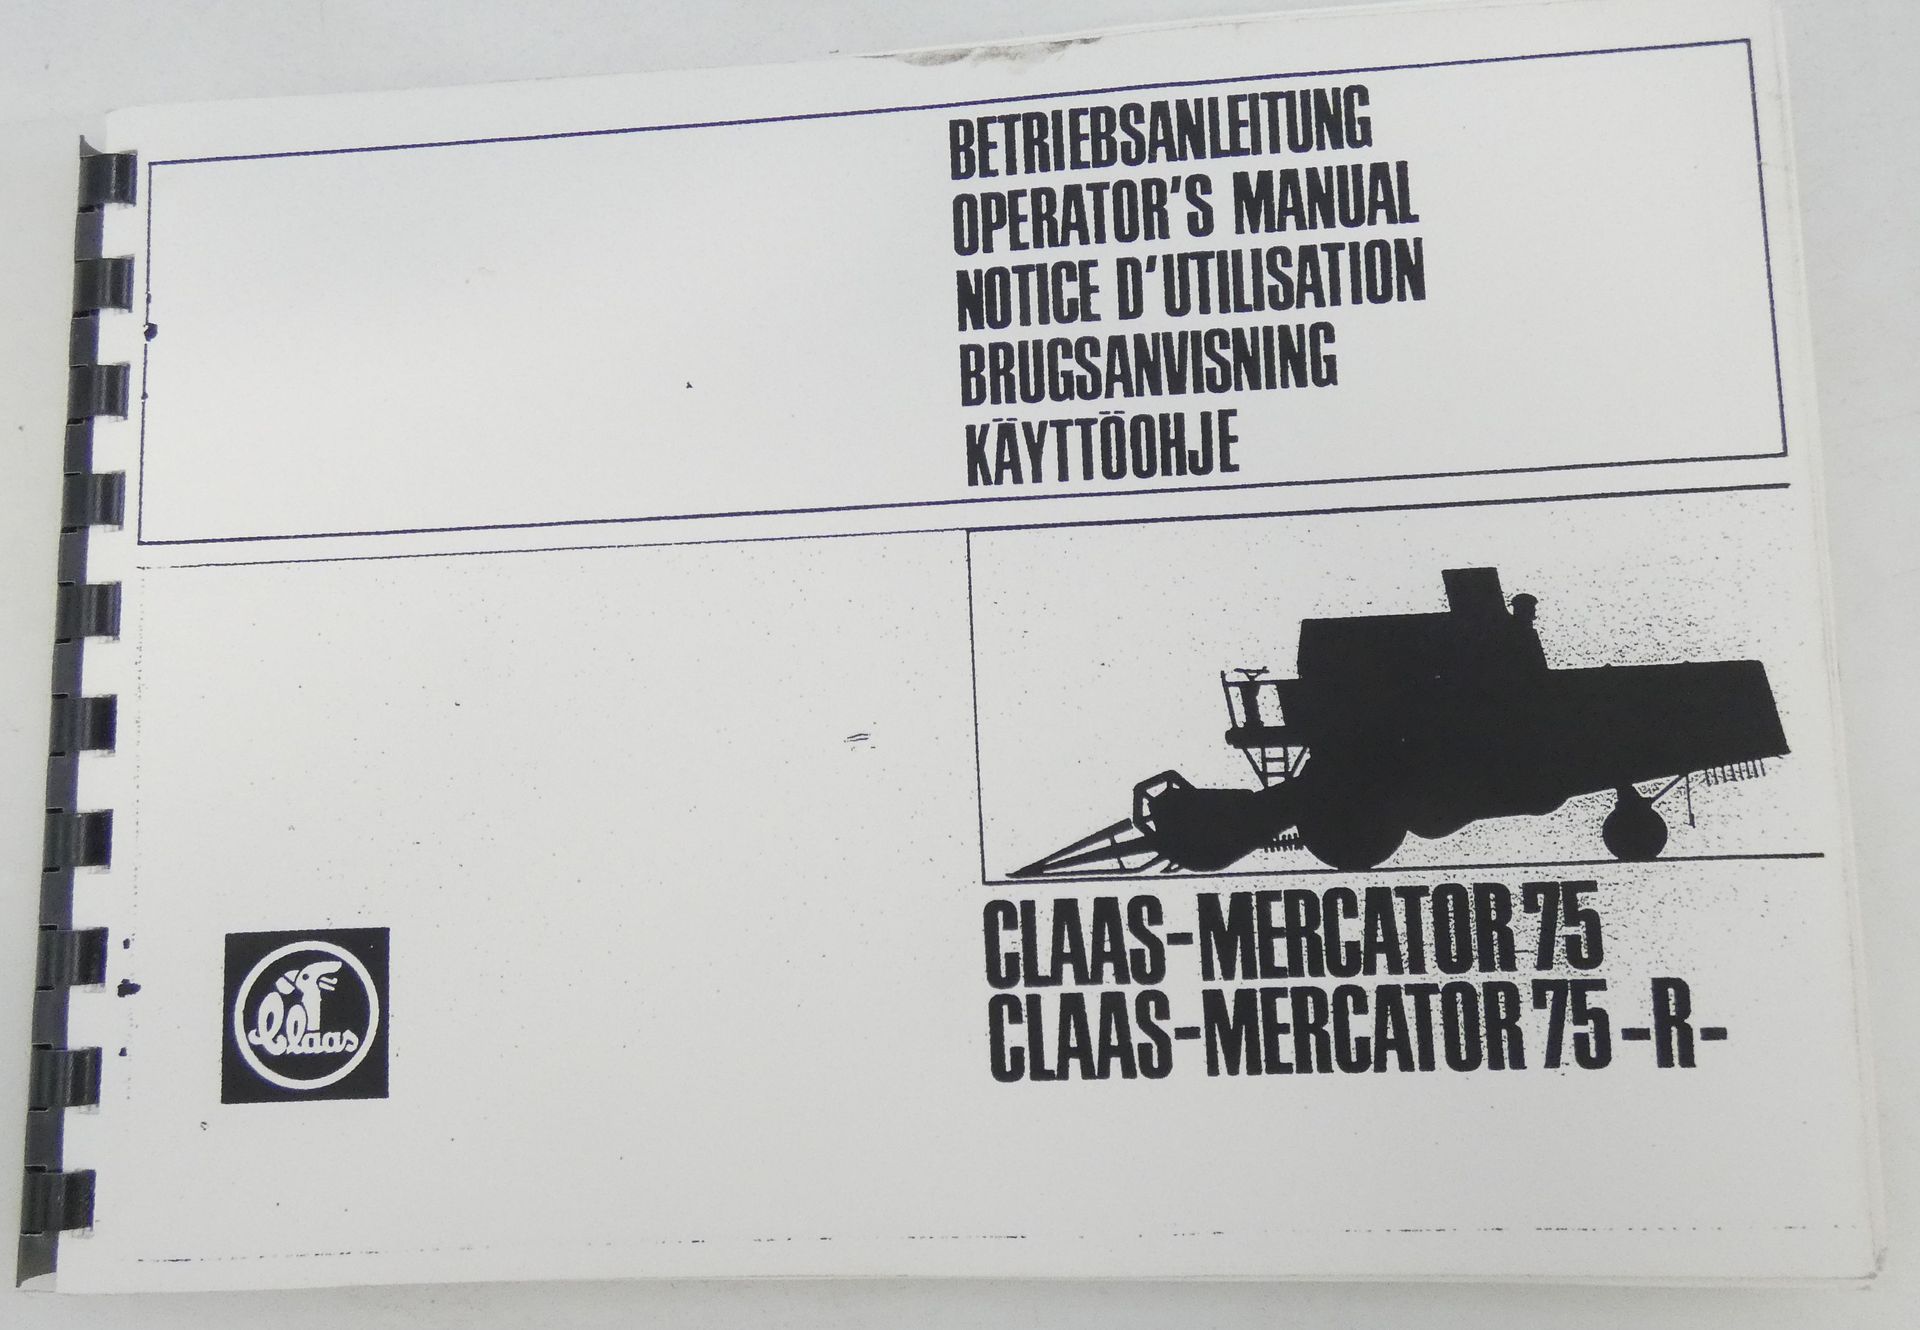 BETRIEBSANLEITUNG
OPERATOR'S MANUAL
NOTICE D'UTILISATION
BRUGSANVISNING
KÄYTTÖOHJE
Claas
CLAAS-MERCATOR 75
CLAAS-MERCATOR 75 -R-